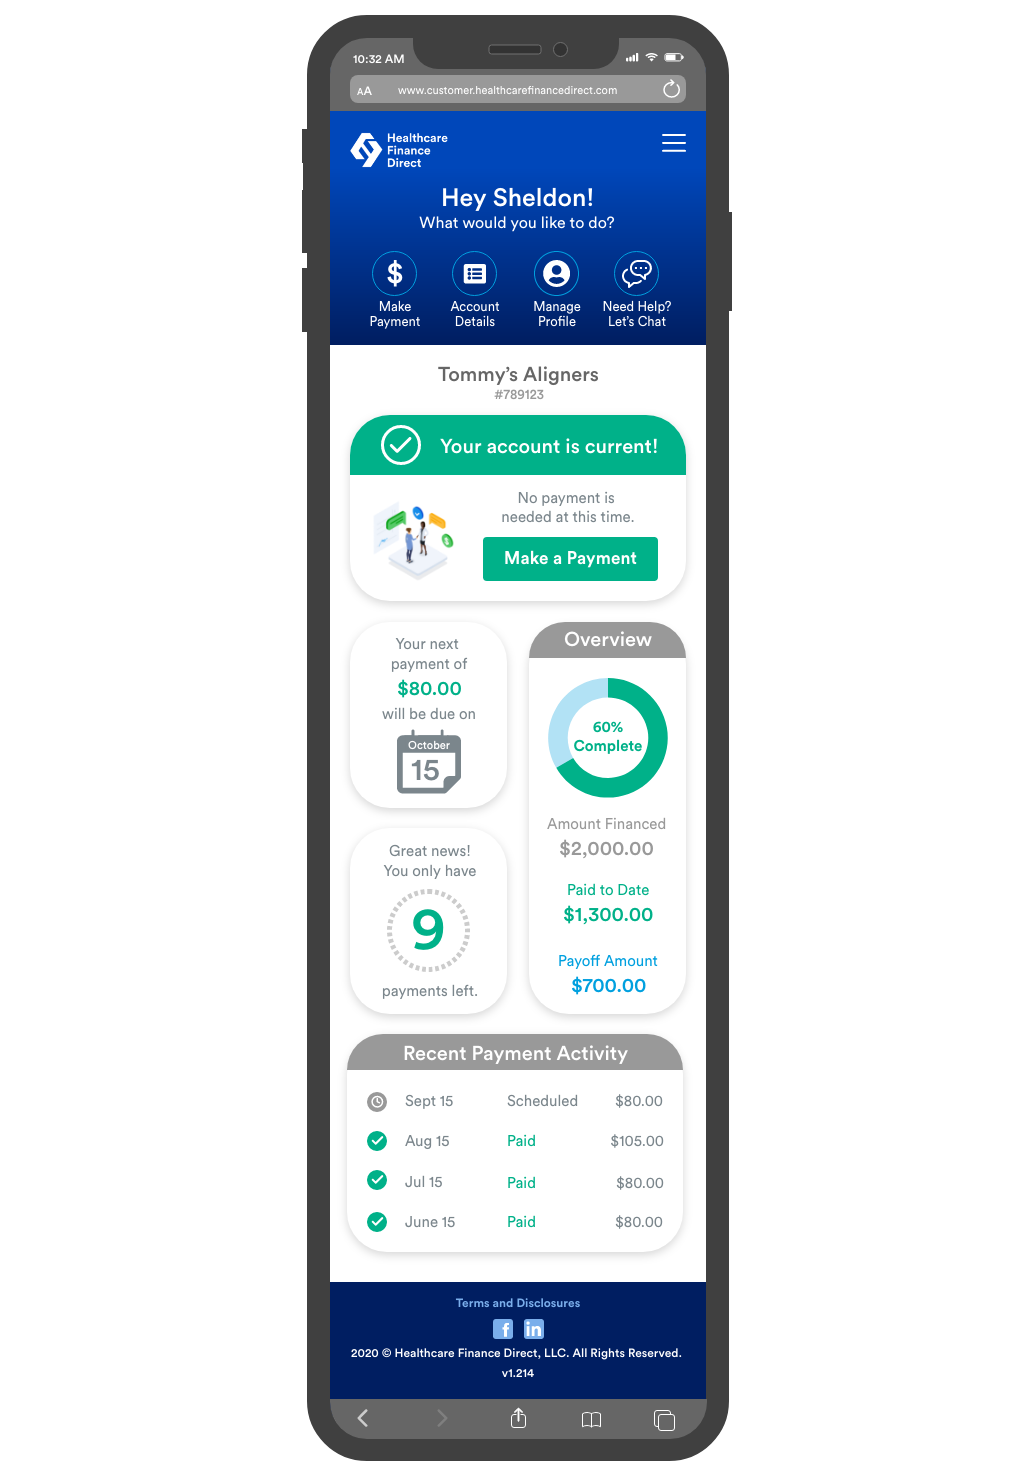 10:32 AM
AA www.customer.healthcarefinancedirect.com
Healthcare
Finance
Direct
Hey Sheldon!
What would you like to do?
Make
Payment
Account
Details
Manage
Profile
Need Help?
Let's Chat
Tommy's Aligners
#789123
Your account is current!
No payment is
needed at this time.
Make a Payment
Your next
payment of
$80.00
will be due on
October
15
Great news!
You only have
9
payments left.
Overview
60%
Complete
Amount Financed
$2,000.00
Paid to Date
$1,300.00
Payoff Amount
$700.00
Recent Payment Activity
Sept 15 Scheduled $80.00
Aug 15 Paid $105.00
Jul 15 Paid $80.00
June 15 Paid $80.00
Terms and Disclosures
f in
2020 © Healthcare Finance Direct, LLC. All Rights Reserved.
v1.214